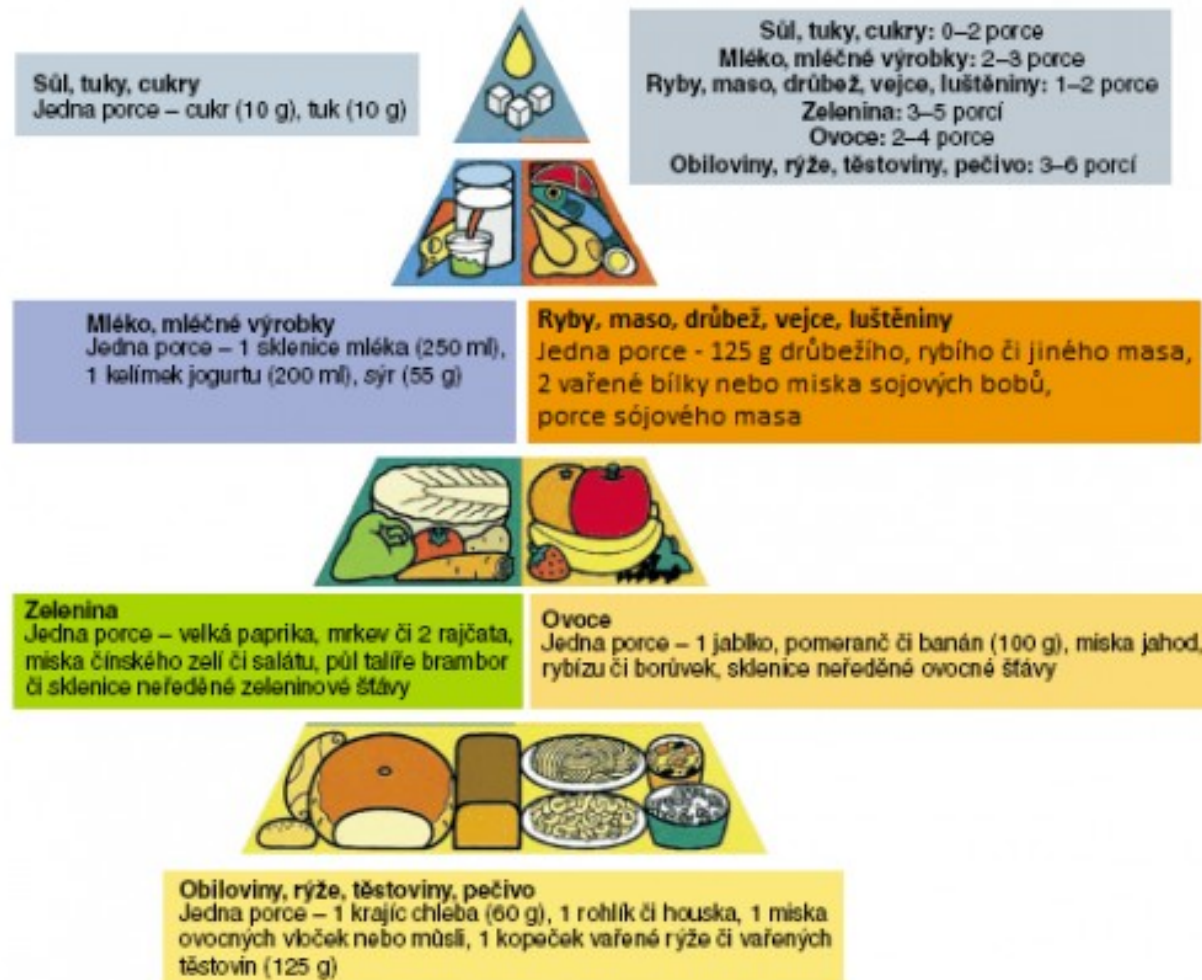 Sůl, tuky, cukry: 0–2 porce
Mléko, mléčné výrobky: 2–3 porce
Ryby, maso, drůbež, vejce, luštěniny: 1–2 porce
Zelenina: 3–5 porcí
Ovoce: 2–4 porce
Obiloviny, rýže, těstoviny, pečivo: 3–6 porcí
Sůl, tuky, cukry
Jedna porce – cukr (10 g), tuk (10 g)
Mléko, mléčné výrobky
Jedna porce – 1 sklenice mléka (250 ml),
1 kelímek jogurtu (200 ml), sýr (55 g)
Ryby, maso, drůbež, vejce, luštěniny
Jedna porce - 125 g drůbežího, rybího či jiného masa,
2 vařené bílky nebo miska sojových bobů,
porce sójového masa
Zelenina
Jedna porce – velká paprika, mrkev či 2 rajčata,
miska čínského zelí či salátu, půl talíře brambor
či sklenice neředěné zeleninové šťávy
Ovoce
Jedna porce – 1 jablko, pomeranč či banán (100 g), miska jahod,
rybízu či borůvek, sklenice neředěné ovocné šťávy
Obiloviny, rýže, těstoviny, pečivo
Jedna porce – 1 krajíc chleba (60 g), 1 rohlík či houska, 1 miska
ovocných vloček nebo müsli, 1 kopeček vařené rýže či vařených
těstovin (125 g)